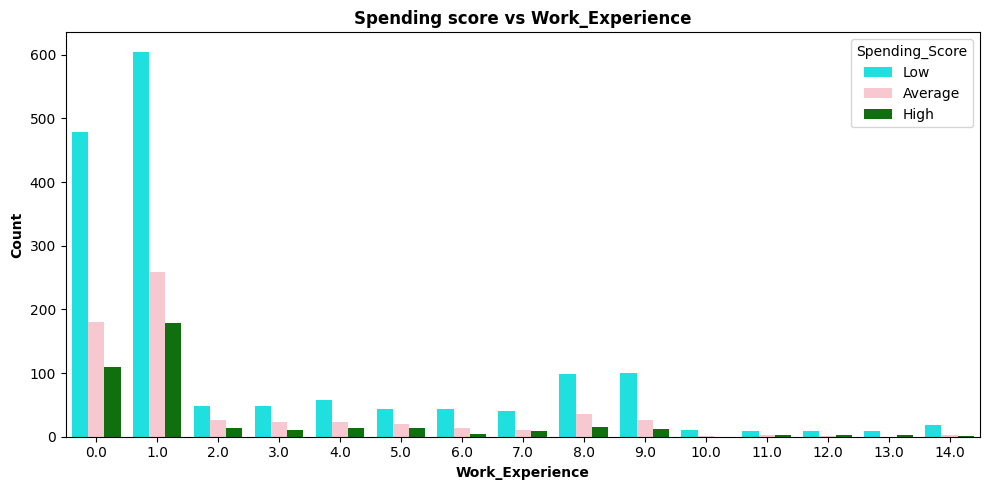 Spending score vs Work_Experience
Spending_Score
Low
Average
High
Count
600
500
400
300
200
100
0
0.0 1.0 2.0 3.0 4.0 5.0 6.0 7.0 8.0 9.0 10.0 11.0 12.0 13.0 14.0
Work_Experience